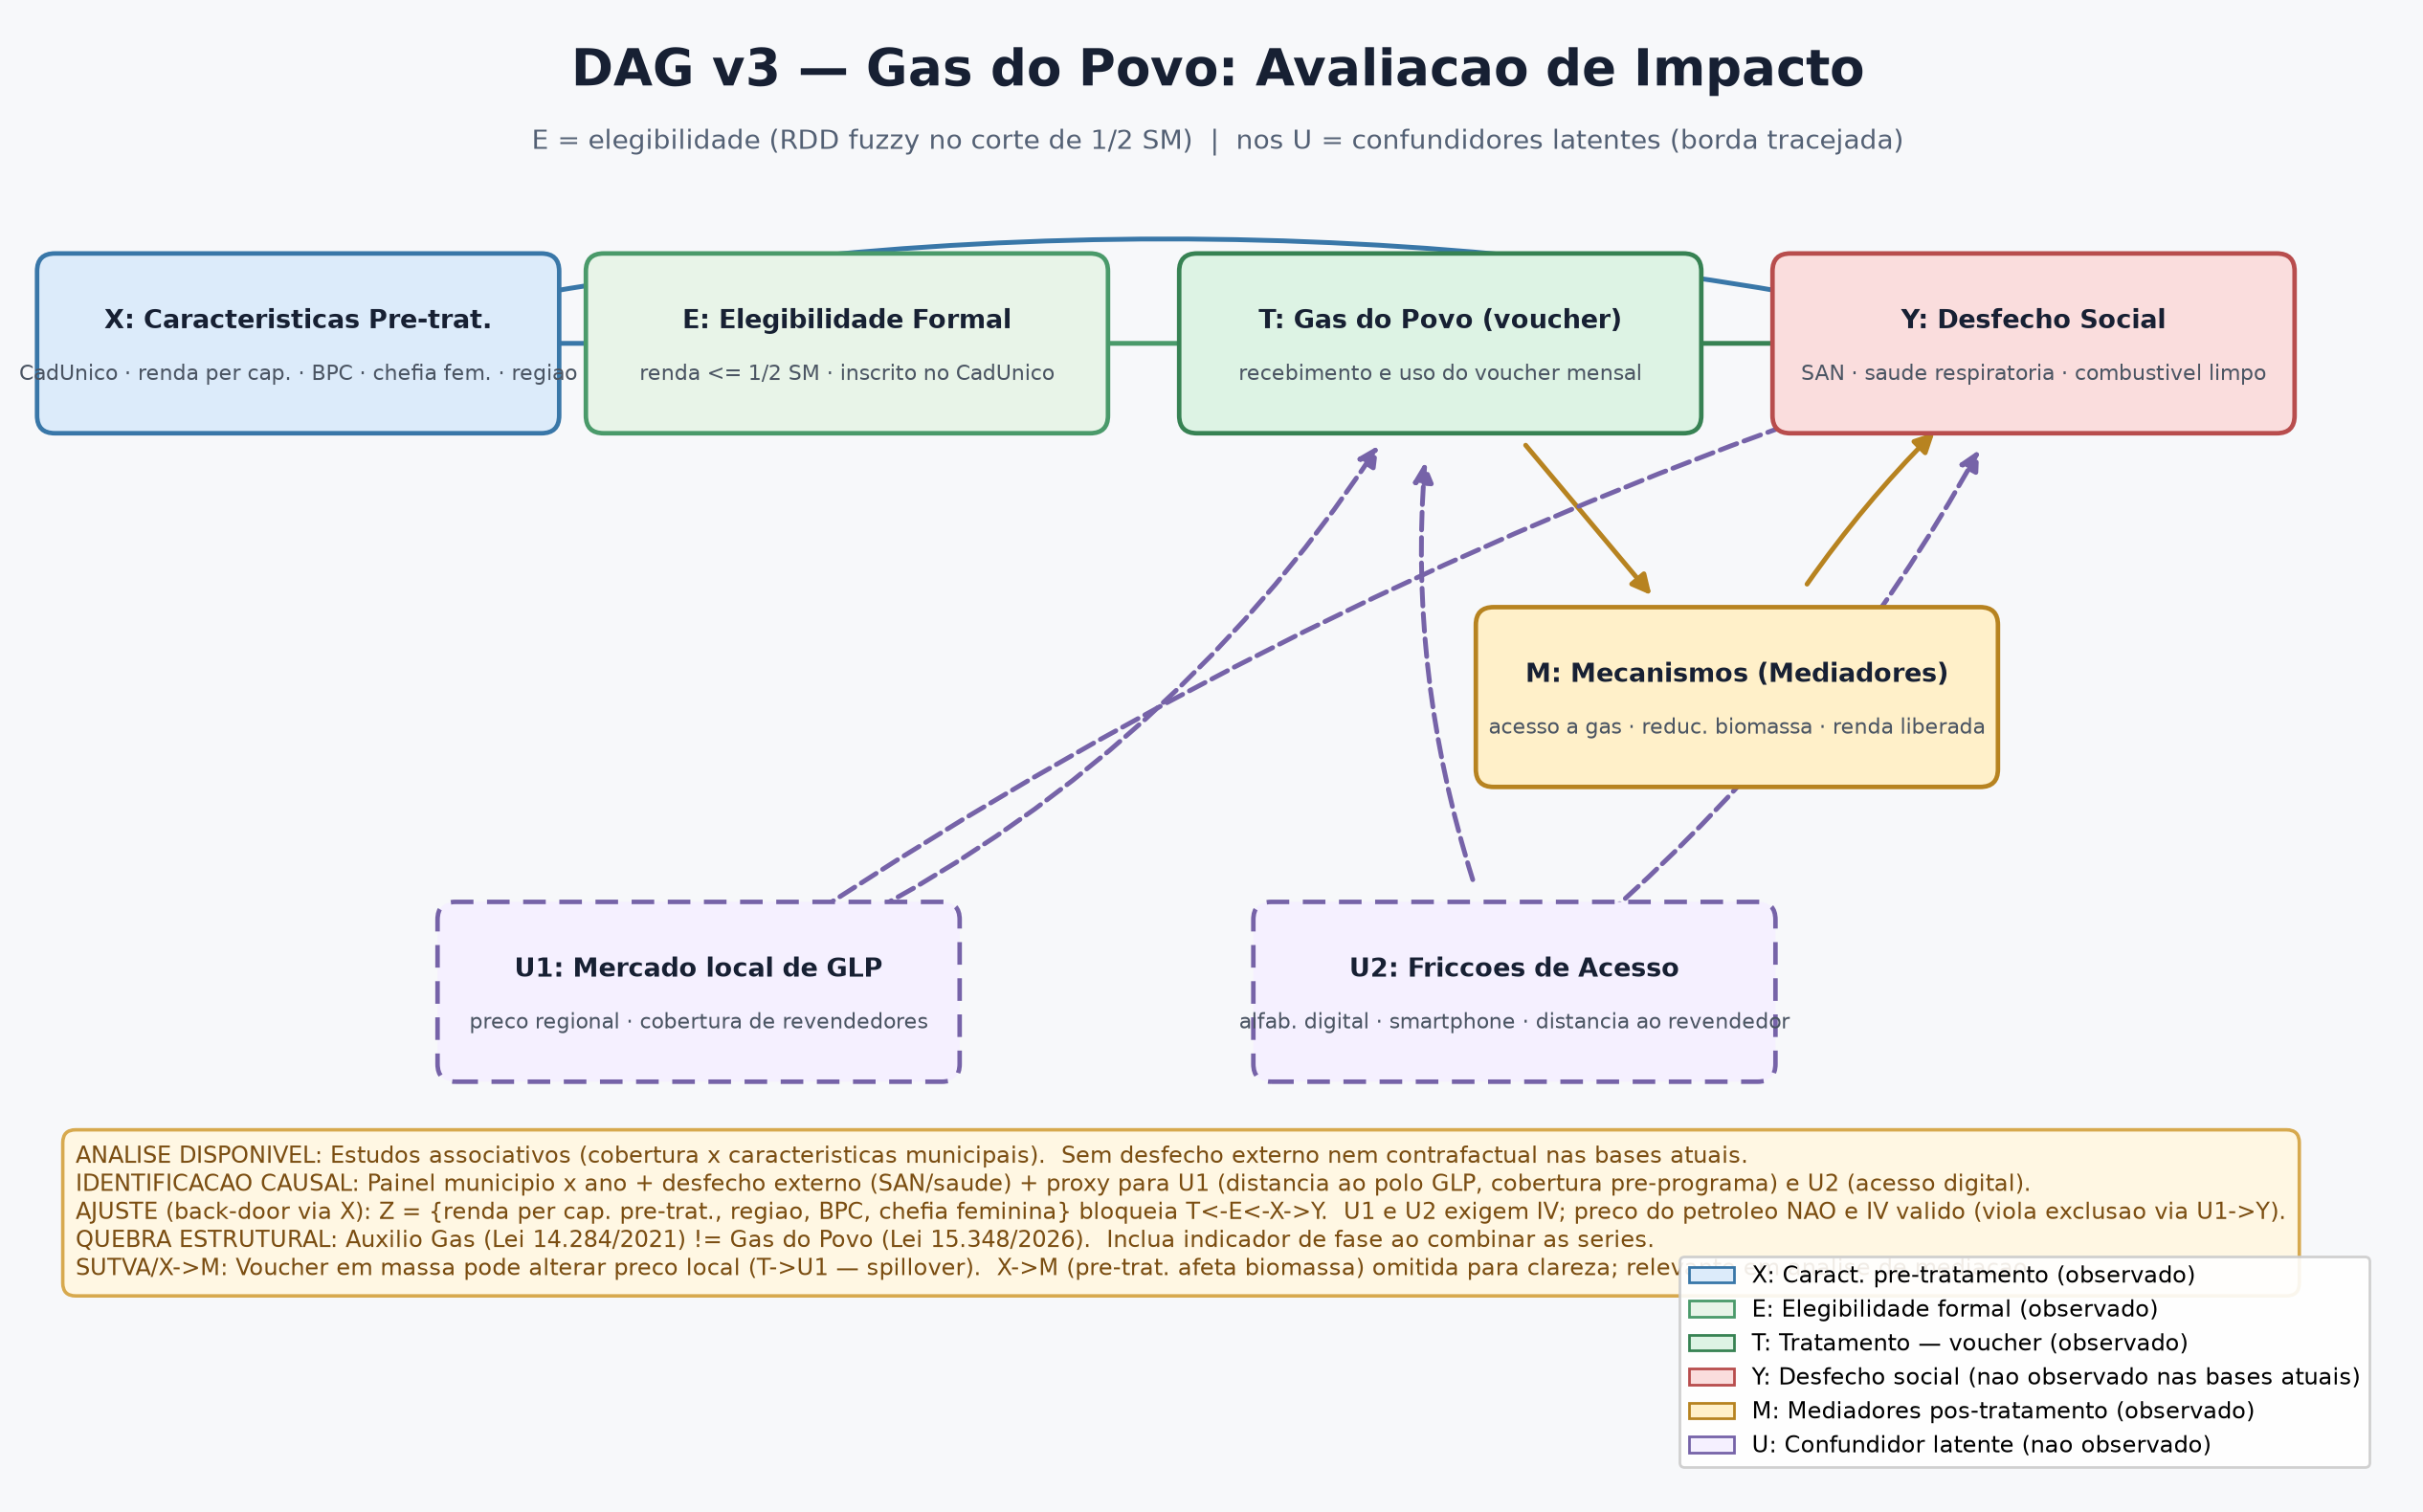 DAG v3 — Gas do Povo: Avaliacao de Impacto
E = elegibilidade (RDD fuzzy no corte de 1/2 SM) | nos U = confundidores latentes (borda tracejada)
X: Caracteristicas Pre-trat.
CadUnico · renda per cap. · BPC · chefia fem. · regiao
E: Elegibilidade Formal
renda <= 1/2 SM · inscrito no CadUnico
T: Gas do Povo (voucher)
recebimento e uso do voucher mensal
Y: Desfecho Social
SAN · saude respiratoria · combustivel limpo
M: Mecanismos (Mediadores)
acesso a gas · reduc. biomassa · renda liberada
U1: Mercado local de GLP
preco regional · cobertura de revendedores
U2: Friccoes de Acesso
alfab. digital · smartphone · distancia ao revendedor
ANALISE DISPONIVEL: Estudos associativos (cobertura x caracteristicas municipais). Sem desfecho externo nem contrafactual nas bases atuais.
IDENTIFICACAO CAUSAL: Painel municipio x ano + desfecho externo (SAN/saude) + proxy para U1 (distancia ao polo GLP, cobertura pre-programa) e U2 (acesso digital).
AJUSTE (back-door via X): Z = {renda per cap. pre-trat., regiao, BPC, chefia feminina} bloqueia T<-E<-X->Y. U1 e U2 exigem IV; preco do petroleo NAO e IV valido (viola exclusao via U1->Y).
QUEBRA ESTRUTURAL: Auxilio Gas (Lei 14.284/2021) != Gas do Povo (Lei 15.348/2026). Inclua indicador de fase ao combinar as series.
SUTVA/X->M: Voucher em massa pode alterar preco local (T->U1 — spillover). X->M (pre-trat. afeta biomassa) omitida para clareza;
X: Caract. pre-tratamento (observado)
E: Elegibilidade formal (observado)
T: Tratamento — voucher (observado)
Y: Desfecho social (nao observado nas bases atuais)
M: Mediadores pos-tratamento (observado)
U: Confundidor latente (nao observado)